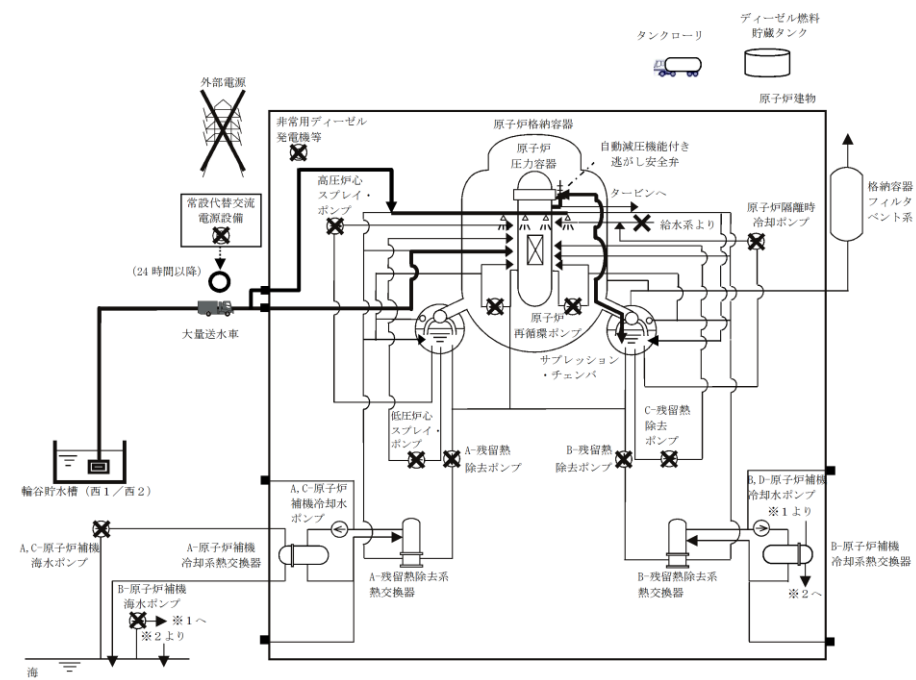 タンクローリ
ディーゼル燃料
貯蔵タンク
外部電源
原子炉建物
非常用ディーゼル
発電機等
原子炉格納容器
原子炉
圧力容器
自動減圧機能付き
逃がし安全弁
高圧炉心
スプレイ・
ポンプ
タービンへ
給水系より
原子炉隔離時
冷却ポンプ
格納容器
フィルタ
ベント系
常設代替交流
電源設備
(24 時間以降)
大量送水車
原子炉
再循環ポンプ
サプレッション
・チェンバ
低圧炉心
スプレイ・
ポンプ
A-残留熱
除去ポンプ
B-残留熱
除去ポンプ
C-残留熱
除去
ポンプ
輪谷貯水槽（西１／西２）
A,C-原子炉
補機冷却水
ポンプ
B,D-原子炉補機
冷却水ポンプ
※１より
A,C-原子炉補機
海水ポンプ
A-原子炉補機
冷却系熱交換器
A-残留熱除去系
熱交換器
B-残留熱除去系
熱交換器
B-原子炉補機
冷却系熱交換器
※２へ
B-原子炉補機
海水ポンプ
※１へ
※２より
海